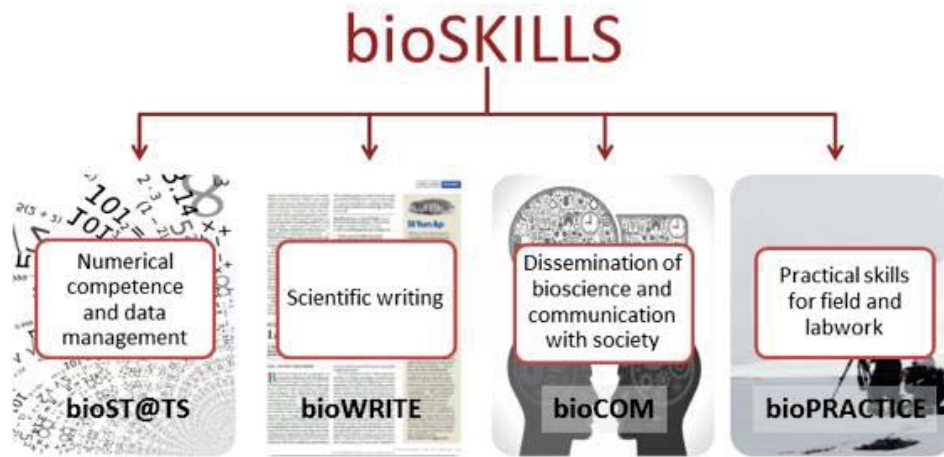 bioSKILLS
Numerical
competence
and data
management
bioST@TS
Scientific writing
bioWRITE
Dissemination of
bioscience and
communication
with society
bioCOM
Practical skills
for field and
labwork
bioPRACTICE